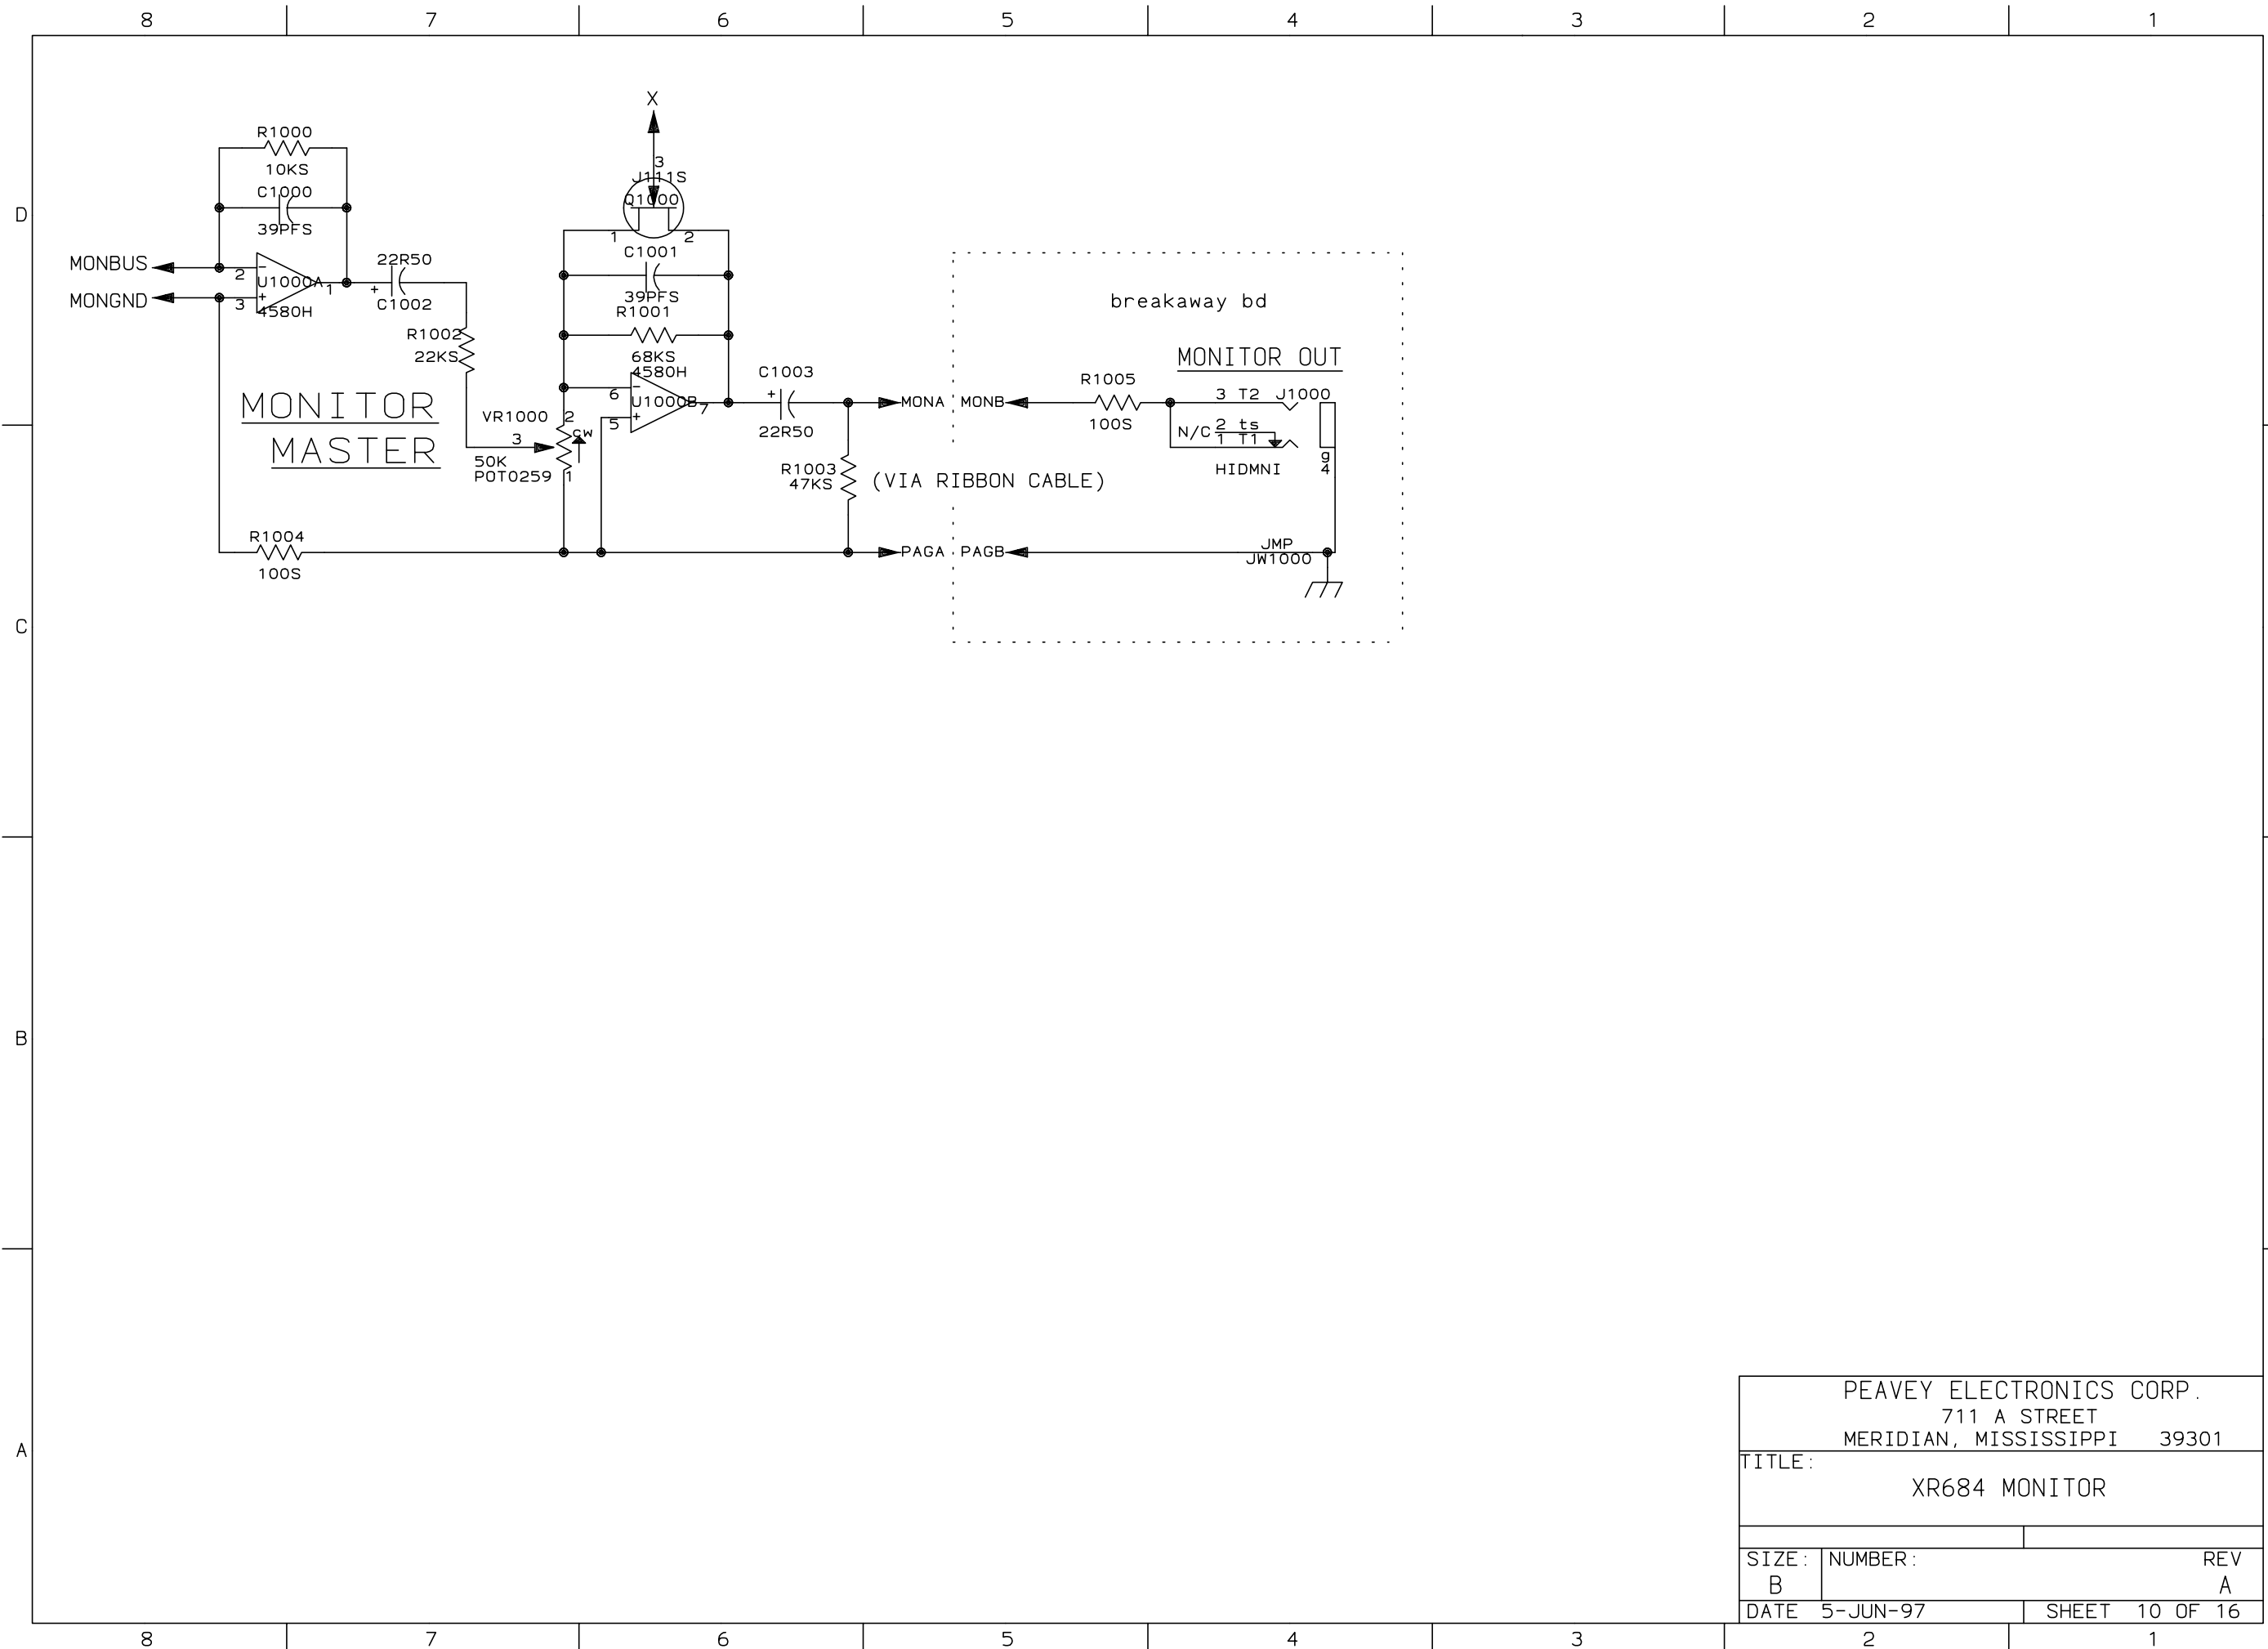 8 7 6 5 4 3 2 1
X
R1000
10KS
C1000
39PFS
3
J111S
Q1000
1 2
D
MONBUS
MONGND
2
3
U1000A
1
4580H
22R50
+
C1002
C1001
39PFS
R1001
68KS
4580H
R1002
22KS
breakaway bd
MONITOR OUT
MONITOR
MASTER
VR1000 2
3
cw
50K
POT0259 1
6
5
U1000B
7
C1003
+
22R50
MONA MONB
R1005
100S
3 T2 J1000
N/C 2 ts
1 T1
HIDMNI
g
4
R1003
47KS
(VIA RIBBON CABLE)
R1004
100S
PAGA PAGB
JMP
JW1000
C
B
A
PEAVEY ELECTRONICS CORP.
711 A STREET
MERIDIAN, MISSISSIPPI 39301
TITLE:
XR684 MONITOR
SIZE: NUMBER: REV
B A
DATE 5-JUN-97 SHEET 10 OF 16
8 7 6 5 4 3 2 1